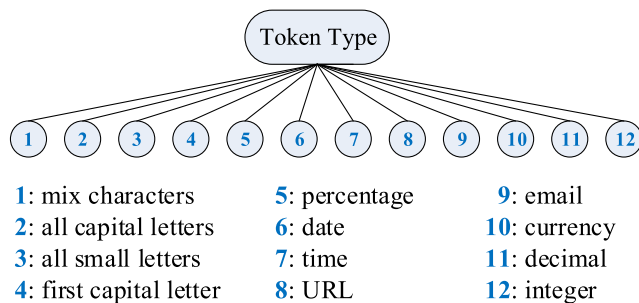 Token Type
1 2 3 4 5 6 7 8 9 10 11 12
1: mix characters
2: all capital letters
3: all small letters
4: first capital letter
5: percentage
6: date
7: time
8: URL
9: email
10: currency
11: decimal
12: integer